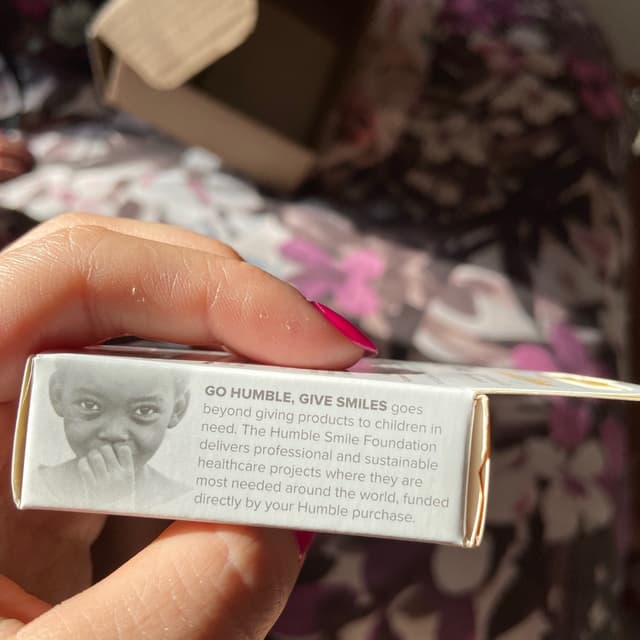 GO HUMBLE, GIVE SMILES goes
beyond giving products to children in
need. The Humble Smile Foundation
delivers professional and sustainable
healthcare projects where they are
most needed around the world, funded
directly by your Humble purchase.